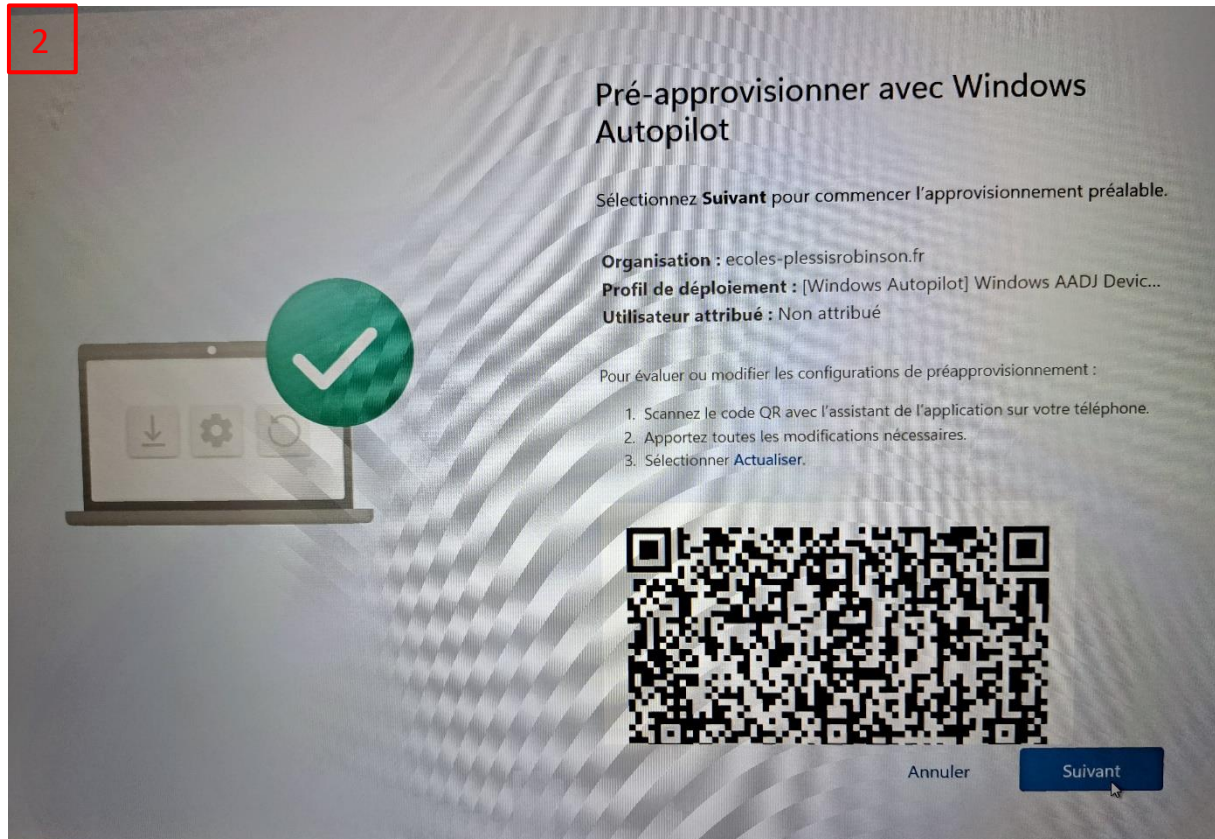 2
Pré-approvisionner avec Windows
Autopilot
Sélectionnez Suivant pour commencer l'approvisionnement préalable.
Organisation : ecoles-plessisrobinson.fr
Profil de déploiement : [Windows Autopilot] Windows AADJ Devic...
Utilisateur attribué : Non attribué
Pour évaluer ou modifier les configurations de préapprovisionnement :
1. Scannez le code QR avec l'assistant de l'application sur votre téléphone.
2. Apportez toutes les modifications nécessaires.
3. Sélectionner Actualiser.
Annuler
Suivant